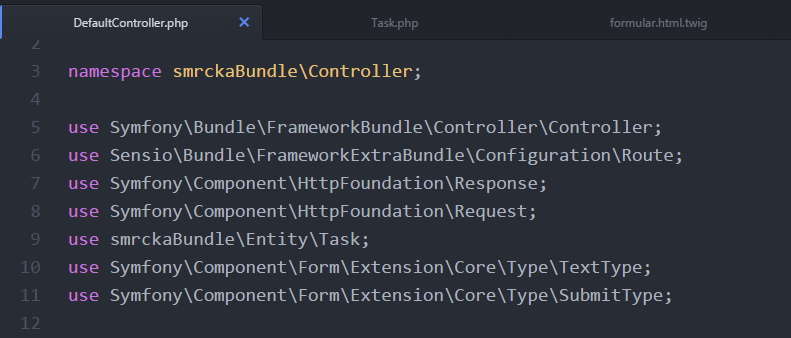 DefaultController.php × Task.php formular.html.twig
2
3 namespace smrckaBundle\Controller;
4
5 use Symfony\Bundle\FrameworkBundle\Controller\Controller;
6 use Sensio\Bundle\FrameworkExtraBundle\Configuration\Route;
7 use Symfony\Component\HttpFoundation\Response;
8 use Symfony\Component\HttpFoundation\Request;
9 use smrckaBundle\Entity\Task;
10 use Symfony\Component\Form\Extension\Core\Type\TextType;
11 use Symfony\Component\Form\Extension\Core\Type\SubmitType;
12